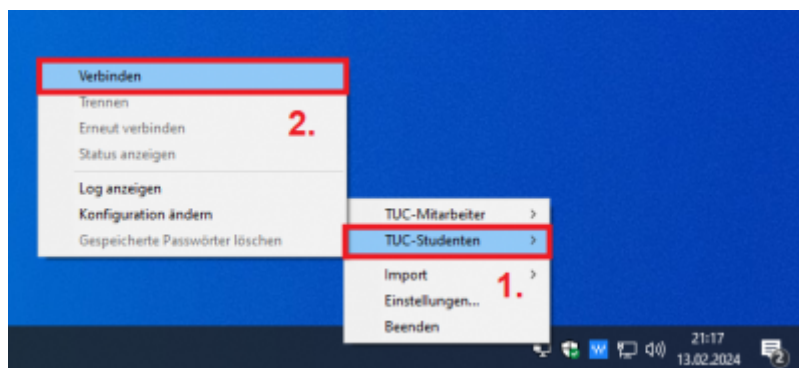 Verbinden
Trennen
Erneut verbinden
2.
Status anzeigen
Log anzeigen
Konfiguration ändern
Gespeicherte Passwörter löschen
TUC-Mitarbeiter
TUC-Studenten
Import
1.
Einstellungen...
Beenden
21:17
13.02.2024
2